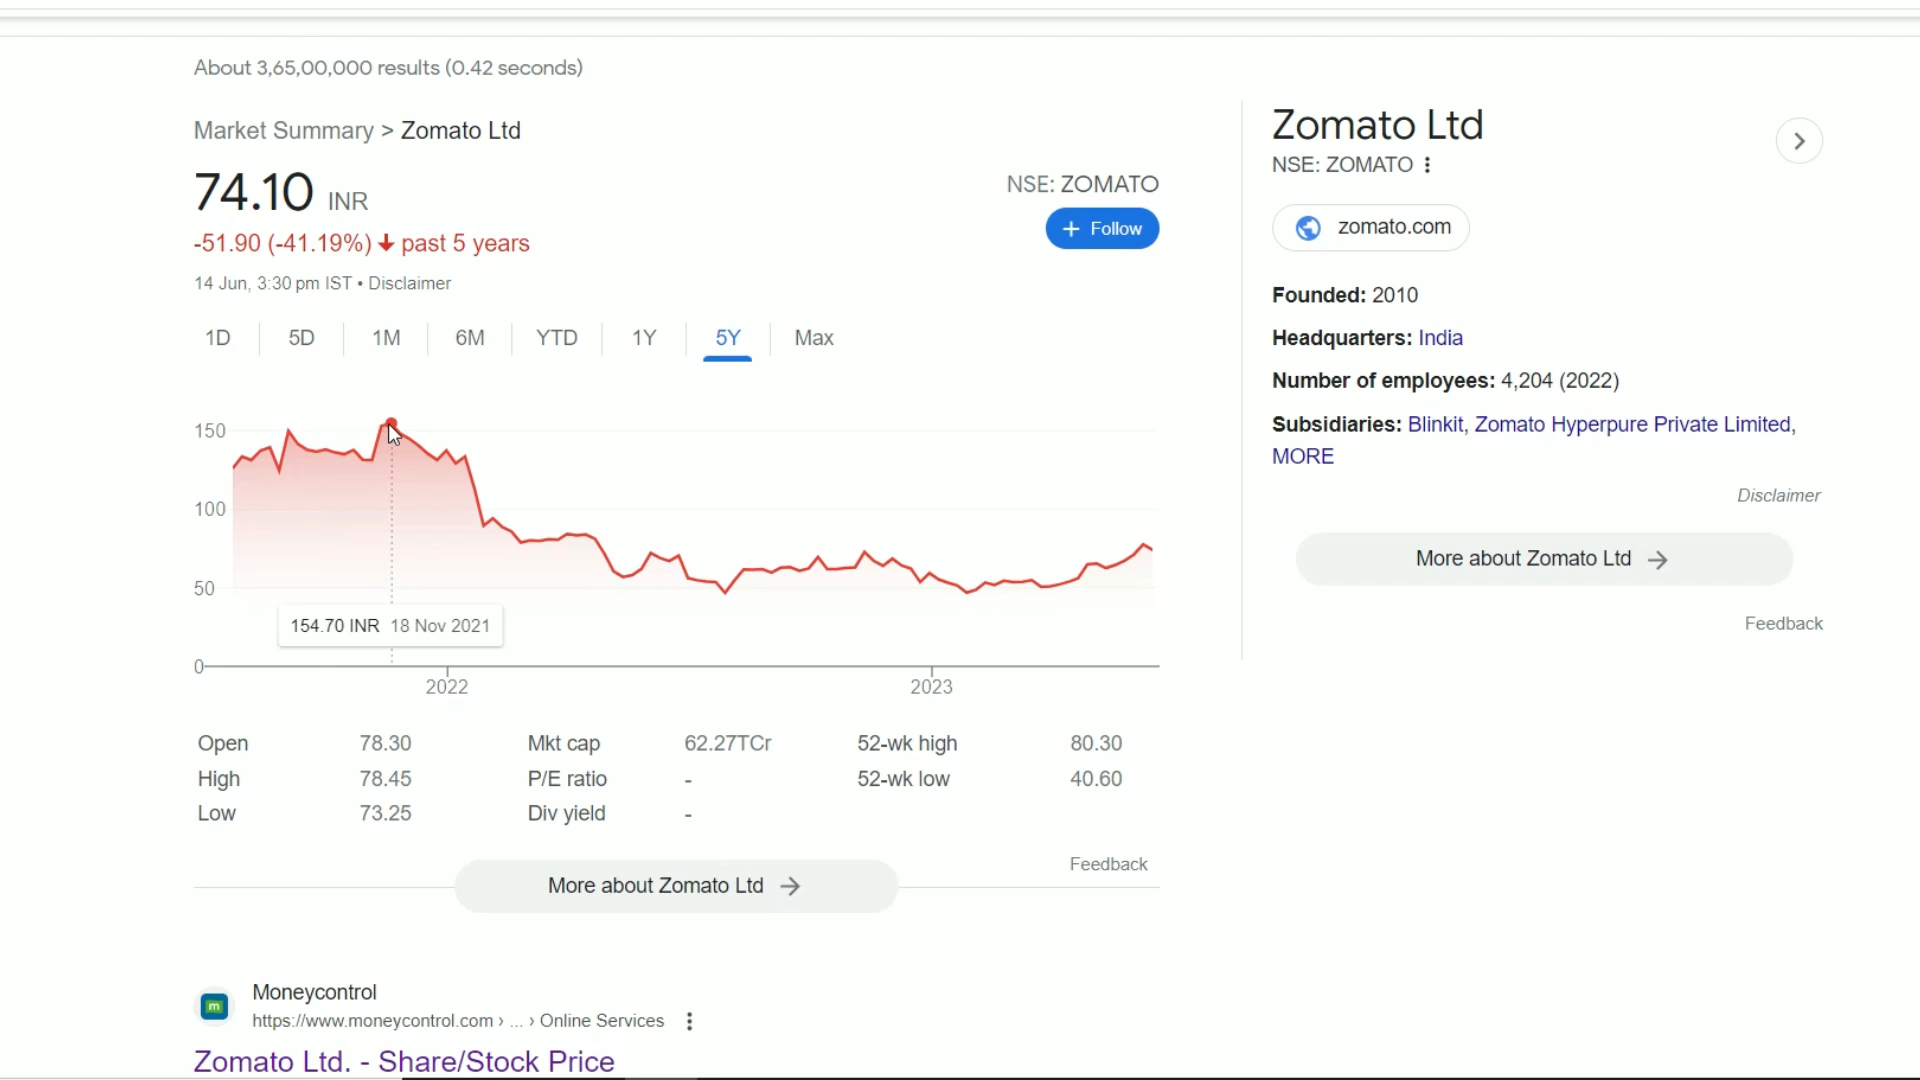 About 3,65,00,000 results (0.42 seconds)
Market Summary > Zomato Ltd
74.10 INR
-51.90 (-41.19%) ↓ past 5 years
14 Jun, 3:30 pm IST • Disclaimer
NSE: ZOMATO
+ Follow
1D 5D 1M 6M YTD 1Y 5Y Max
150
100
50
0
154.70 INR 18 Nov 2021
2022 2023
Open 78.30 Mkt cap 62.27TCr 52-wk high 80.30
High 78.45 P/E ratio - 52-wk low 40.60
Low 73.25 Div yield -
Feedback
More about Zomato Ltd →
m
Moneycontrol
https://www.moneycontrol.com › ... › Online Services
Zomato Ltd. - Share/Stock Price
Zomato Ltd
NSE: ZOMATO
zomato.com
Founded: 2010
Headquarters: India
Number of employees: 4,204 (2022)
Subsidiaries: Blinkit, Zomato Hyperpure Private Limited,
MORE
Disclaimer
More about Zomato Ltd →
Feedback